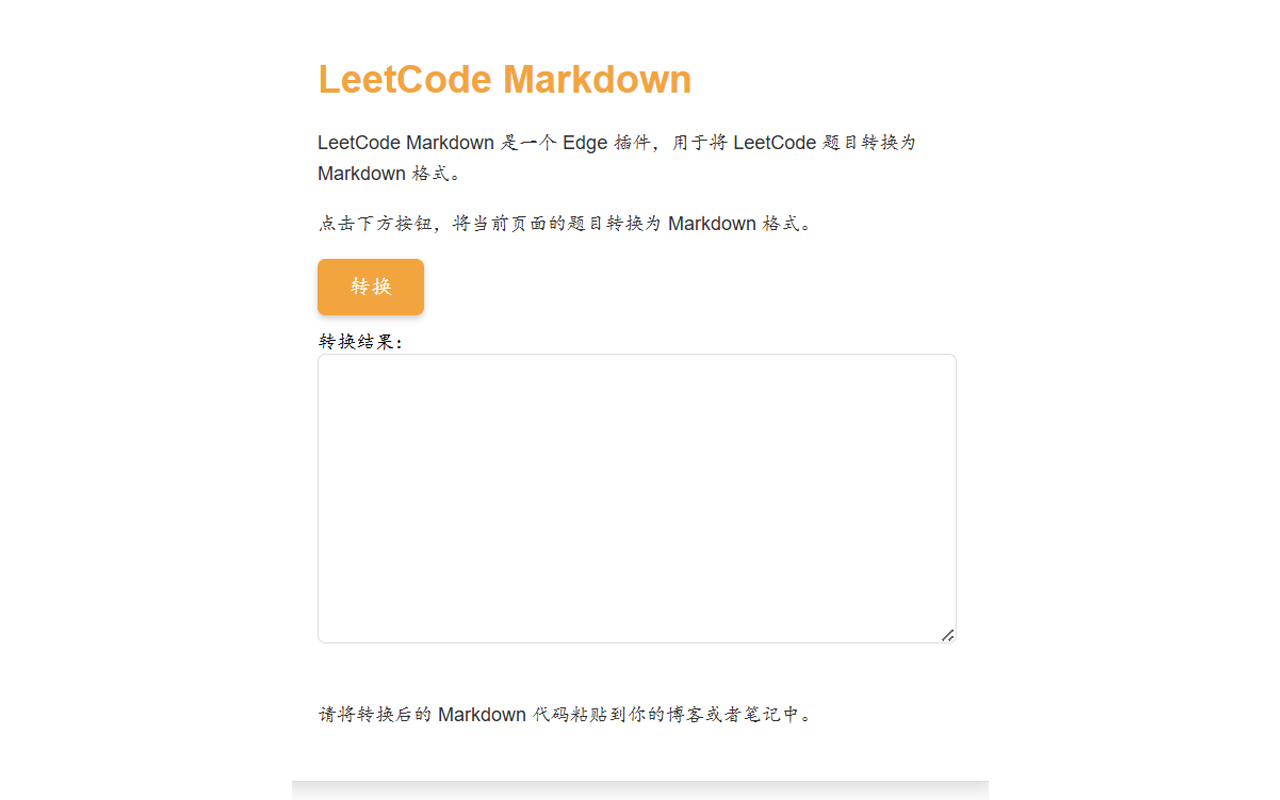 LeetCode Markdown
LeetCode Markdown 是一个 Edge 插件，用于将 LeetCode 题目转换为
Markdown 格式。
点击下方按钮，将当前页面的题目转换为 Markdown 格式。
转换
转换结果：
请将转换后的 Markdown 代码粘贴到你的博客或者笔记中。